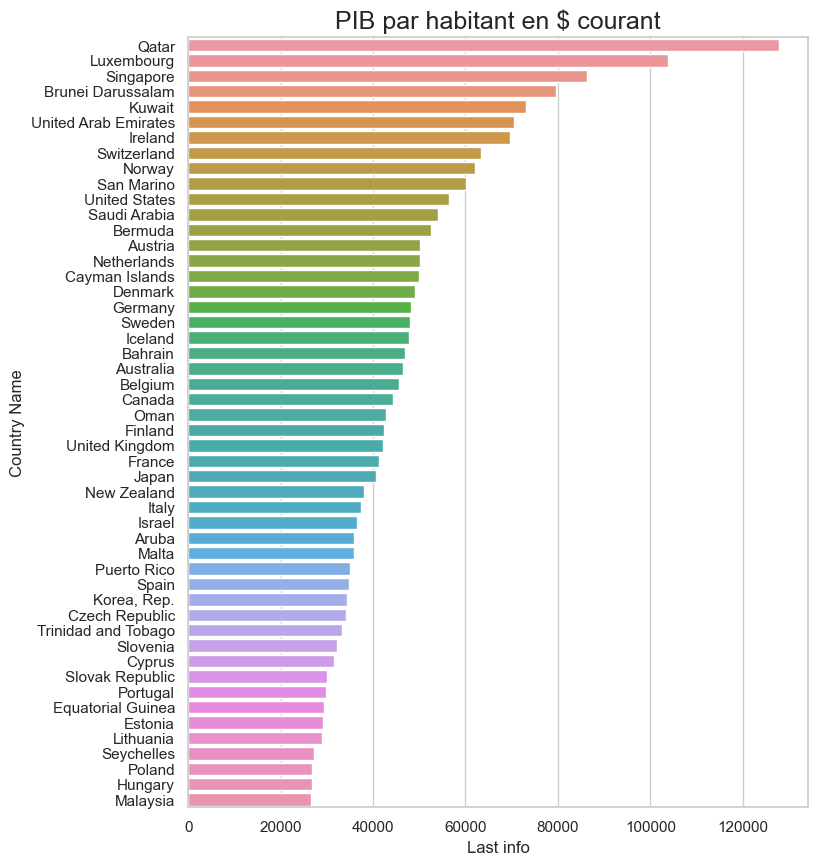 PIB par habitant en $ courant
Country Name
Qatar
Luxembourg
Singapore
Brunei Darussalam
Kuwait
United Arab Emirates
Ireland
Switzerland
Norway
San Marino
United States
Saudi Arabia
Bermuda
Austria
Netherlands
Cayman Islands
Denmark
Germany
Sweden
Iceland
Bahrain
Australia
Belgium
Canada
Oman
Finland
United Kingdom
France
Japan
New Zealand
Italy
Israel
Aruba
Malta
Puerto Rico
Spain
Korea, Rep.
Czech Republic
Trinidad and Tobago
Slovenia
Cyprus
Slovak Republic
Portugal
Equatorial Guinea
Estonia
Lithuania
Seychelles
Poland
Hungary
Malaysia
0 20000 40000 60000 80000 100000 120000
Last info